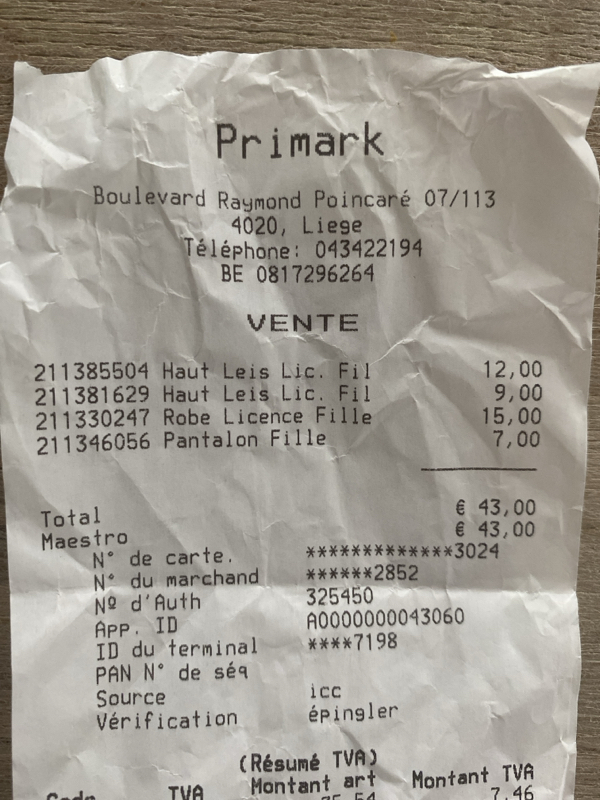 Primark
Boulevard Raymond Poincaré 07/113
4020, Liege
Téléphone: 043422194
BE 0817296264
VENTE
211385504 Haut Leis Lic. Fil 12,00
211381629 Haut Leis Lic. Fil 9,00
211330247 Robe Licence Fille 15,00
211346056 Pantalon Fille 7,00
Total € 43,00
Maestro € 43,00
N° de carte. *************3024
N° du marchand ******2852
Nº d'Auth 325450
App. ID A0000000043060
ID du terminal ****7198
PAN N° de séq
Source icc
Vérification épingler
(Résumé TVA)
TVA Montant art Montant TVA
7,46